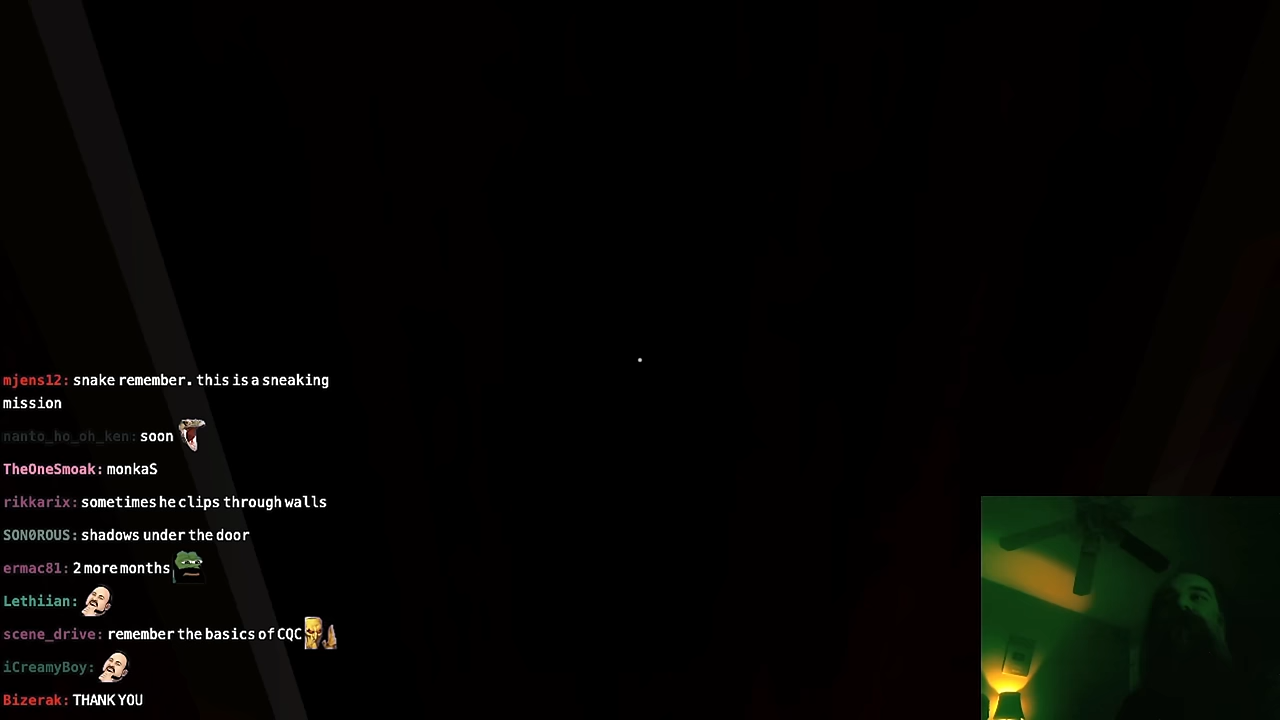 mjens12: snake remember. this is a sneaking
mission
nanto_ho_oh_ken: soon
TheOneSmoak: monkaS
rikkarix: sometimes he clips through walls
SON0ROUS: shadows under the door
ermac81: 2 more months
Lethiian:
scene_drive: remember the basics of CQC
iCreamyBoy:
Bizerak: THANK YOU